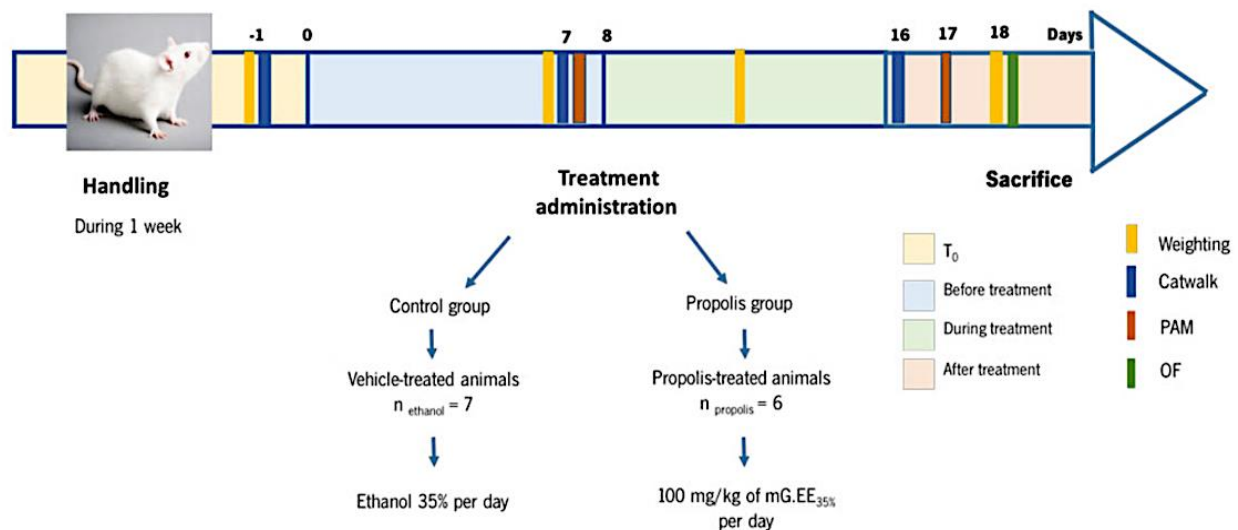 -1 0 7 8 16 17 18 Days
Handling
During 1 week
Treatment
administration
Sacrifice
Control group
Vehicle-treated animals
n ethanol = 7
Ethanol 35% per day
Propolis group
Propolis-treated animals
n propolis = 6
100 mg/kg of mG.EE35%
per day
T0
Before treatment
During treatment
After treatment
Weighting
Catwalk
PAM
OF